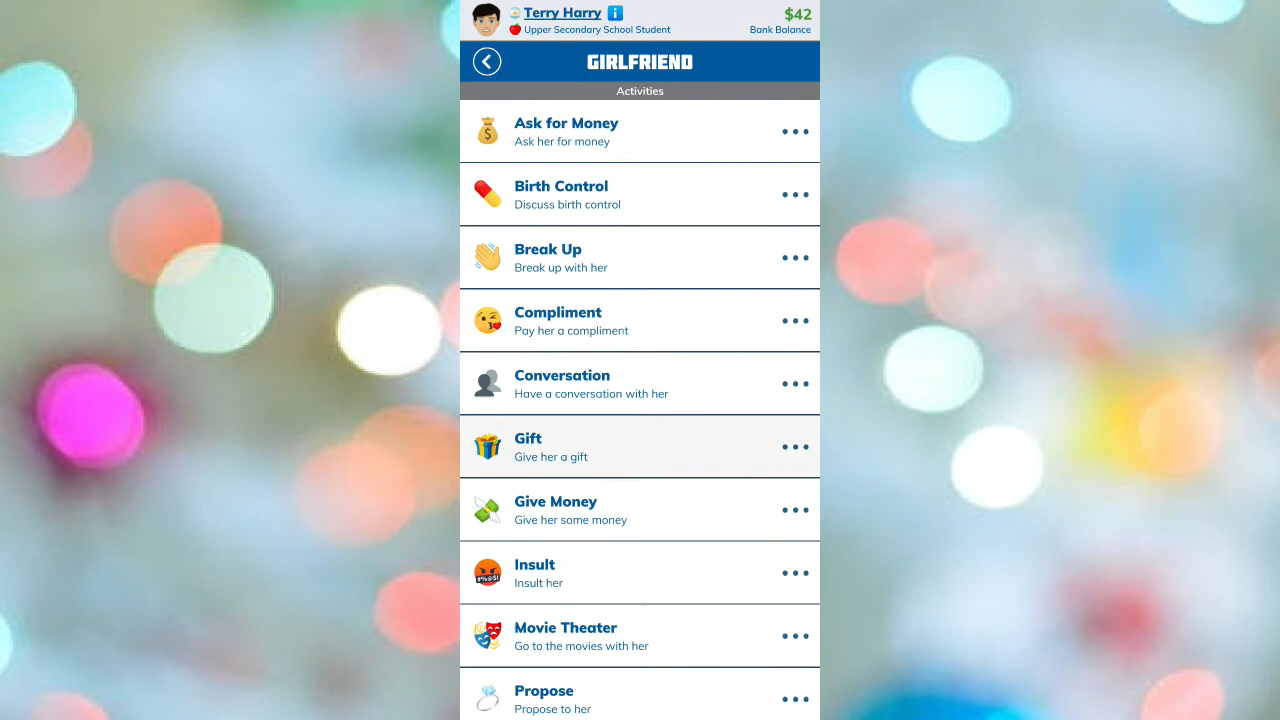 Terry Harry
$42
Upper Secondary School Student
Bank Balance
GIRLFRIEND
Activities
Ask for Money
Ask her for money
Birth Control
Discuss birth control
Break Up
Break up with her
Compliment
Pay her a compliment
Conversation
Have a conversation with her
Gift
Give her a gift
Give Money
Give her some money
Insult
Insult her
Movie Theater
Go to the movies with her
Propose
Propose to her